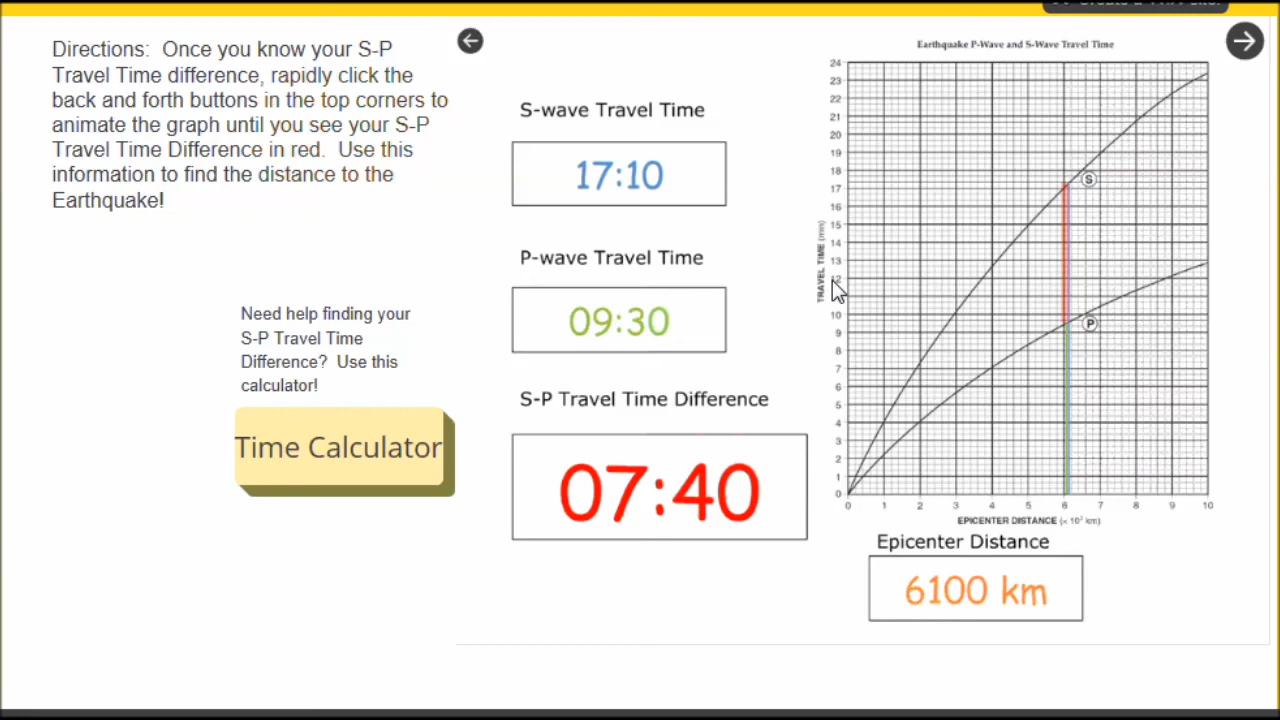 Directions: Once you know your S-P
Travel Time difference, rapidly click the
back and forth buttons in the top corners to
animate the graph until you see your S-P
Travel Time Difference in red. Use this
information to find the distance to the
Earthquake!
Need help finding your
S-P Travel Time
Difference? Use this
calculator!
Time Calculator
S-wave Travel Time
17:10
P-wave Travel Time
09:30
S-P Travel Time Difference
07:40
Earthquake P-Wave and S-Wave Travel Time
24
23
22
21
20
19
18
17
16
15
14
13
12
10
9
8
7
6
5
4
3
2
1
0
TRAVEL TIME (min)
S
P
0 1 2 3 4 5 6 7 8 9 10
EPICENTER DISTANCE (× 10³ km)
Epicenter Distance
6100 km